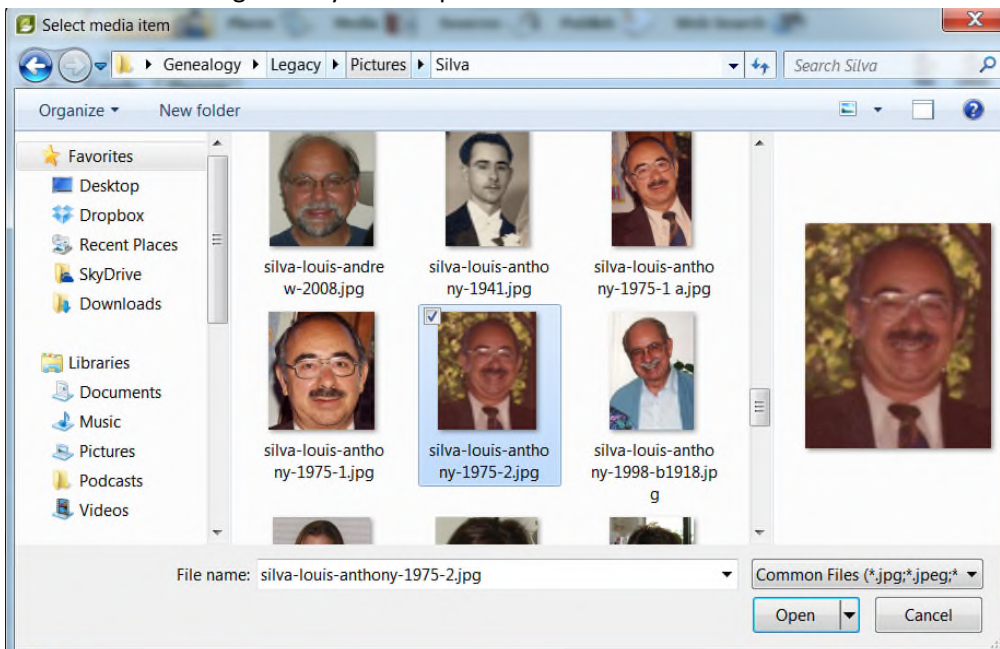 Select media item
Genealogy Legacy Pictures Silva
Search Silva
Organize New folder
Favorites
Desktop
Dropbox
Recent Places
SkyDrive
Downloads
Libraries
Documents
Music
Pictures
Podcasts
Videos
silva-louis-andre
w-2008.jpg
silva-louis-antho
ny-1941.jpg
silva-louis-antho
ny-1975-1 a.jpg
silva-louis-antho
ny-1975-1.jpg
silva-louis-antho
ny-1975-2.jpg
silva-louis-antho
ny-1998-b1918.jp
g
File name: silva-louis-anthony-1975-2.jpg
Common Files (*.jpg;*.jpeg;*
Open Cancel